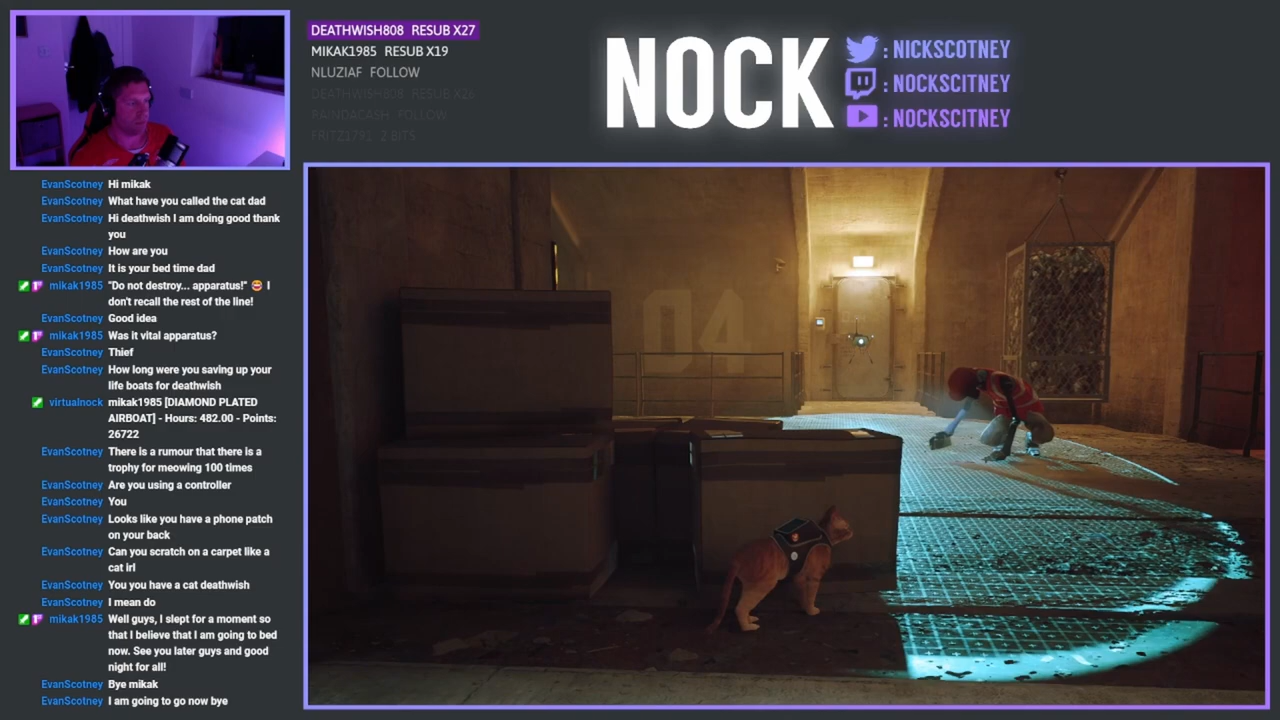 DEATHWISH808 RESUB X27
MIKAK1985 RESUB X19
NLUZIAF FOLLOW
DEATHWISH808 RESUB X26
RAINDACASH FOLLOW
FRITZ1791 2 BITS
NOCK
: NICKSCOTNEY
: NOCKSCITNEY
: NOCKSCITNEY
EvanScotney Hi mikak
EvanScotney What have you called the cat dad
EvanScotney Hi deathwish I am doing good thank
you
EvanScotney How are you
EvanScotney It is your bed time dad
mikak1985 "Do not destroy... apparatus!" 😂 I
don't recall the rest of the line!
EvanScotney Good idea
mikak1985 Was it vital apparatus?
EvanScotney Thief
EvanScotney How long were you saving up your
life boats for deathwish
virtualnock mikak1985 [DIAMOND PLATED
AIRBOAT] - Hours: 482.00 - Points:
26722
EvanScotney There is a rumour that there is a
trophy for meowing 100 times
EvanScotney Are you using a controller
EvanScotney You
EvanScotney Looks like you have a phone patch
on your back
EvanScotney Can you scratch on a carpet like a
cat irl
EvanScotney You you have a cat deathwish
EvanScotney I mean do
mikak1985 Well guys, I slept for a moment so
that I believe that I am going to bed
now. See you later guys and good
night for all!
EvanScotney Bye mikak
EvanScotney I am going to go now bye
04